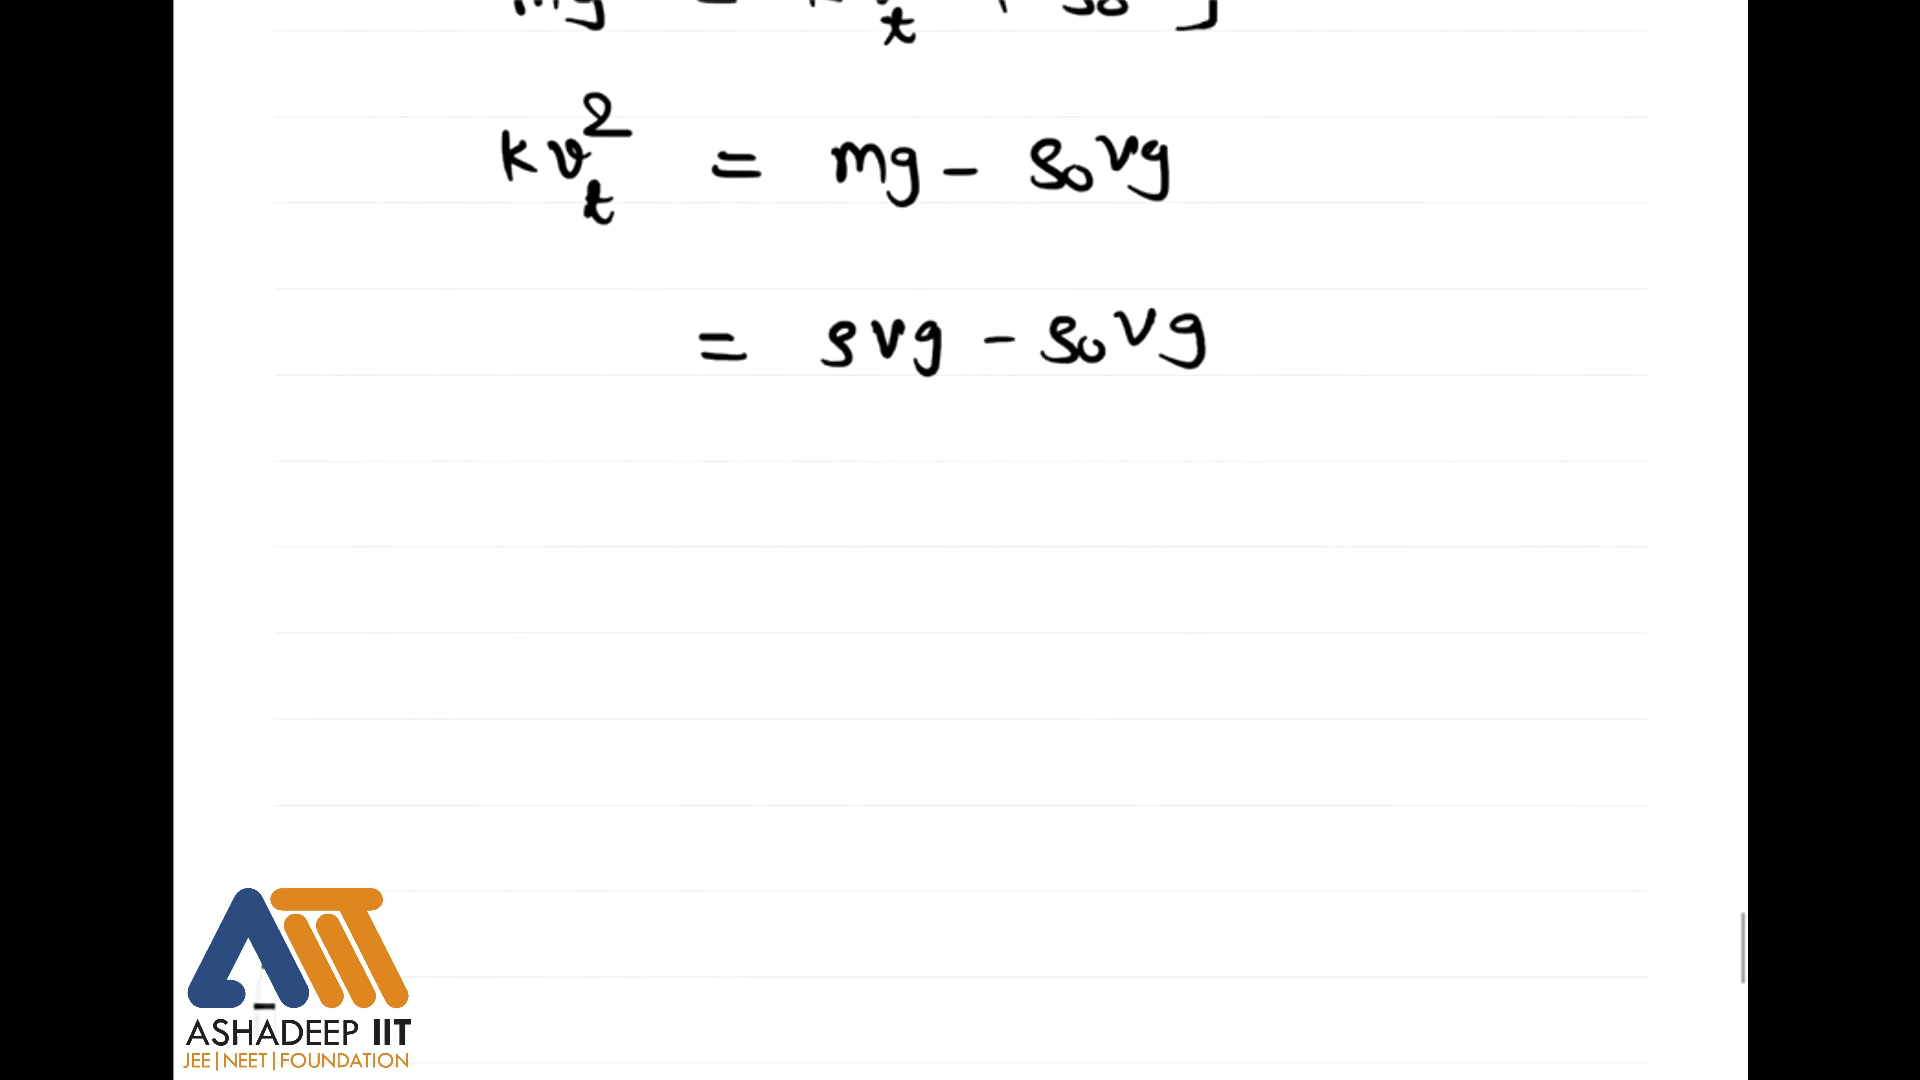 kv_t^2 = mg - ρ₀Vg
= ρVg - ρ₀Vg
ASHADEEP IIT
JEE|NEET|FOUNDATION